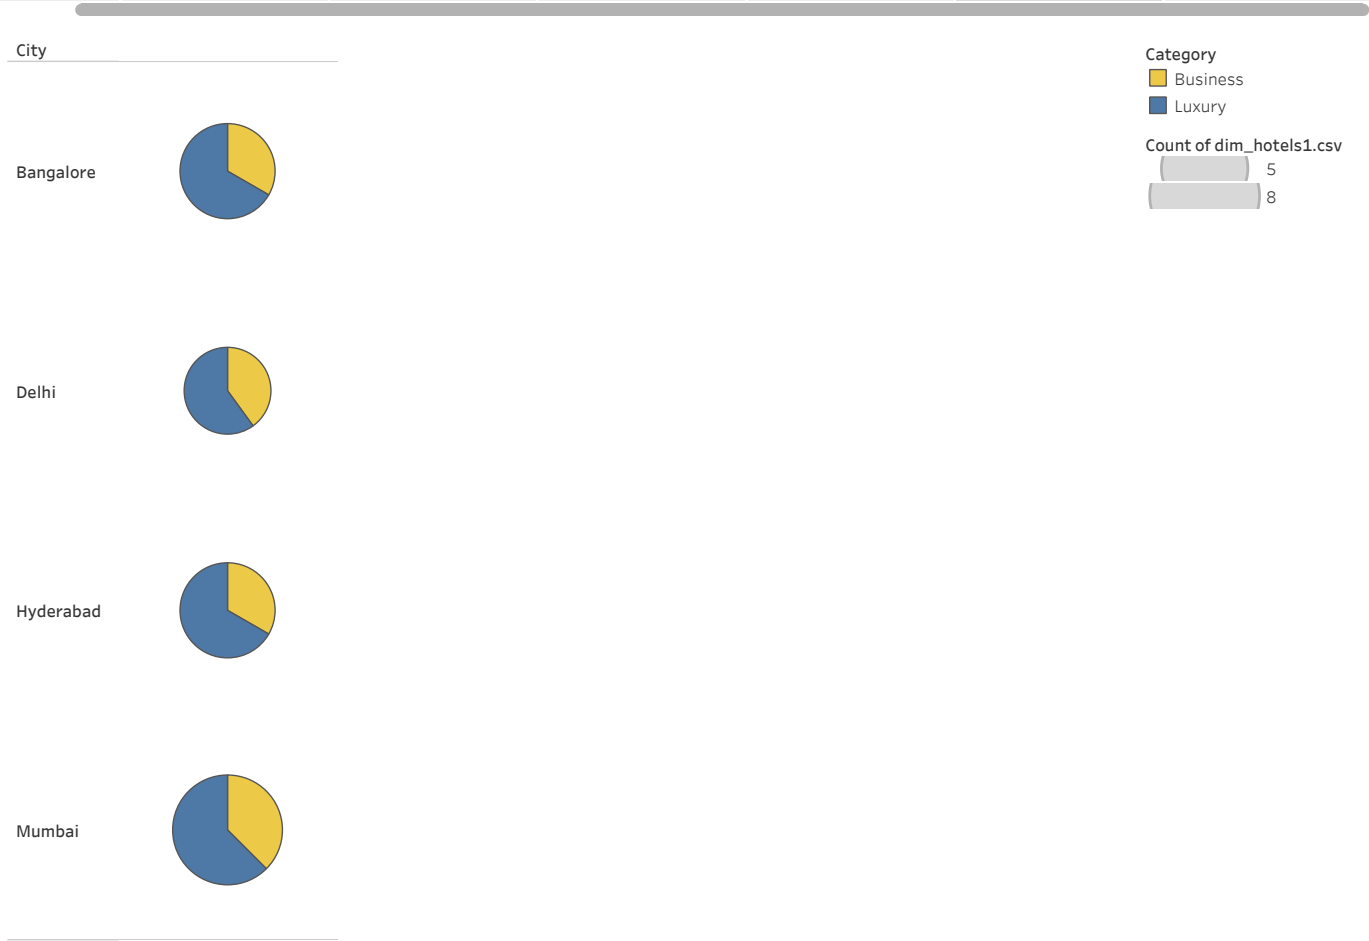 City
Bangalore
Delhi
Hyderabad
Mumbai
Category
Business
Luxury
Count of dim_hotels1.csv
5
8